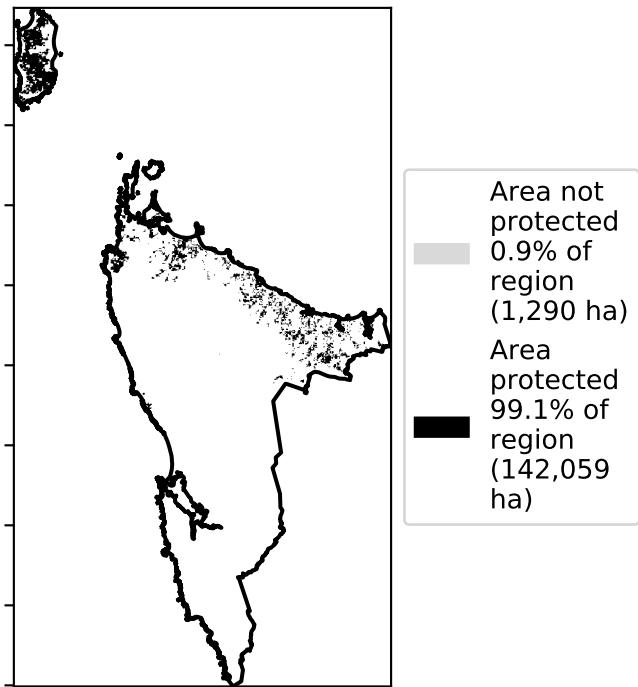 Area not
protected
0.9% of
region
(1,290 ha)
Area
protected
99.1% of
region
(142,059
ha)